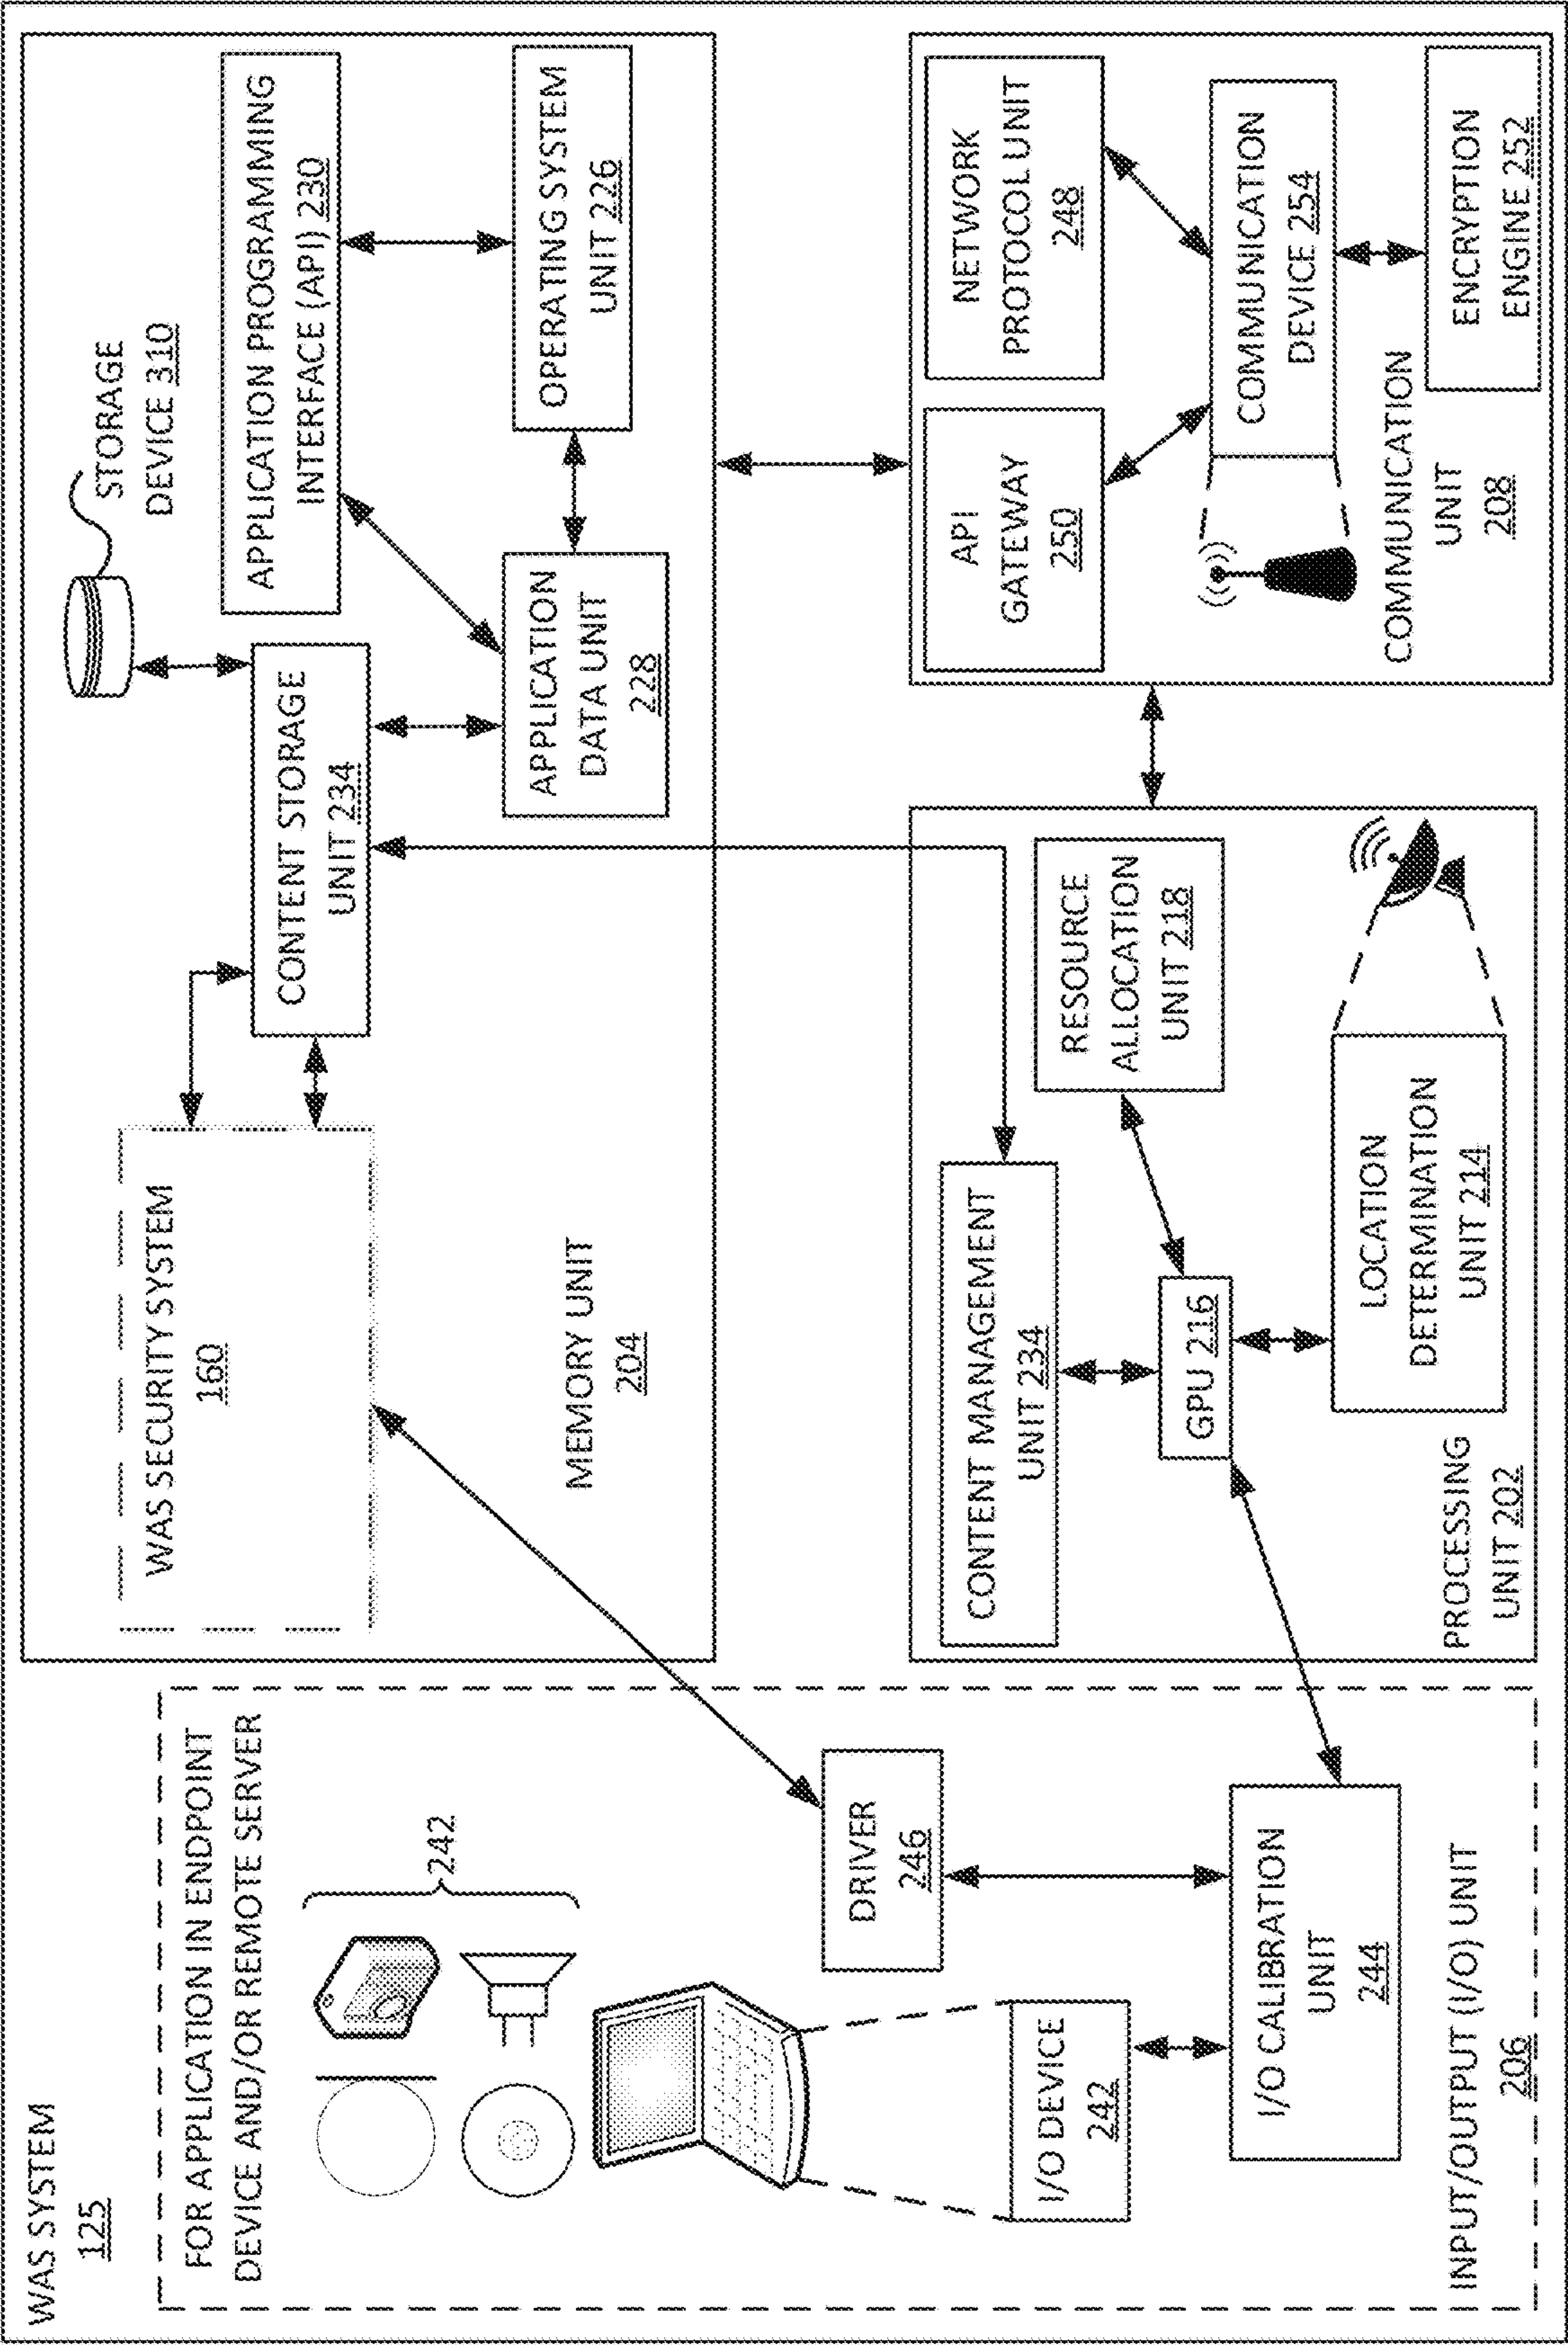 WAS SYSTEM
125
FOR APPLICATION IN ENDPOINT
DEVICE AND/OR REMOTE SERVER
242
I/O DEVICE
242
DRIVER
246
I/O CALIBRATION
UNIT
244
INPUT/OUTPUT (I/O) UNIT
206
WAS SECURITY SYSTEM
160
MEMORY UNIT
204
CONTENT STORAGE
UNIT 234
STORAGE
DEVICE 310
APPLICATION PROGRAMMING
INTERFACE (API) 230
APPLICATION
DATA UNIT
228
OPERATING SYSTEM
UNIT 226
CONTENT MANAGEMENT
UNIT 234
RESOURCE
ALLOCATION
UNIT 218
GPU 216
LOCATION
DETERMINATION
UNIT 214
PROCESSING
UNIT 202
API
GATEWAY
250
NETWORK
PROTOCOL UNIT
248
COMMUNICATION
DEVICE 254
COMMUNICATION
UNIT
208
ENCRYPTION
ENGINE 252